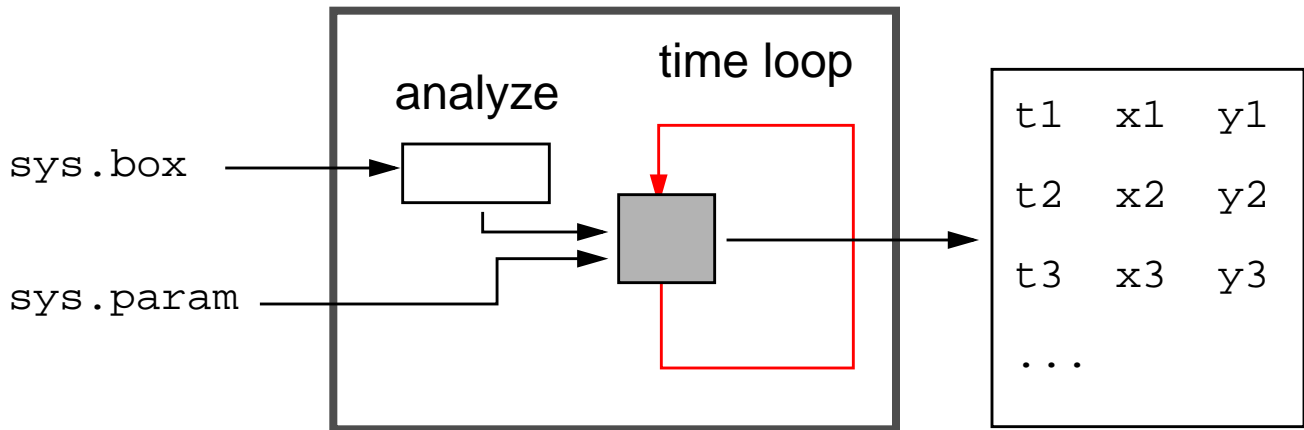 time loop
analyze
sys.box
sys.param
t1 x1 y1
t2 x2 y2
t3 x3 y3
...